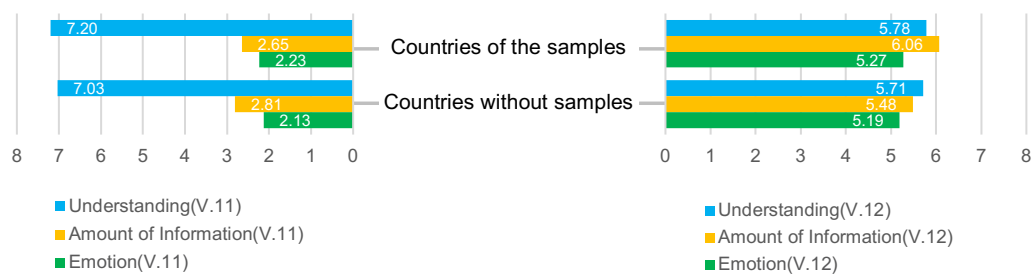 7.20
2.65
2.23
Countries of the samples
5.78
6.06
5.27
7.03
2.81
2.13
Countries without samples
5.71
5.48
5.19
8 7 6 5 4 3 2 1 0
0 1 2 3 4 5 6 7 8
Understanding(V.11)
Amount of Information(V.11)
Emotion(V.11)
Understanding(V.12)
Amount of Information(V.12)
Emotion(V.12)